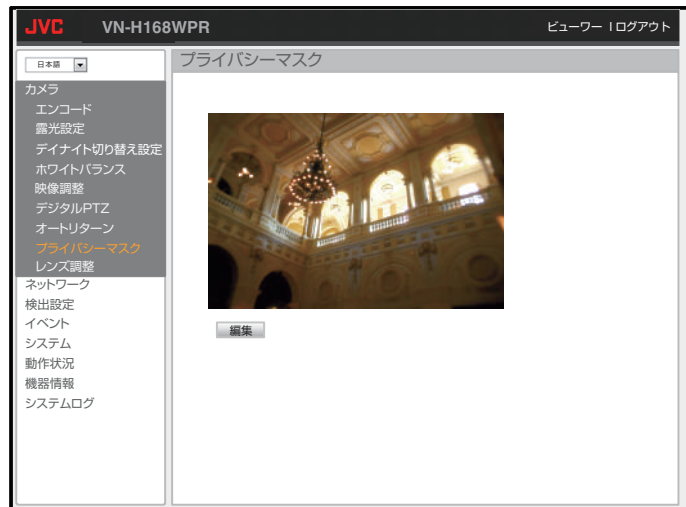 JVC VN-H168WPR ビューワー | ログアウト
日本語
プライバシーマスク
カメラ
エンコード
露光設定
デイナイト切り替え設定
ホワイトバランス
映像調整
デジタルPTZ
オートリターン
プライバシーマスク
レンズ調整
ネットワーク
検出設定
イベント
システム
動作状況
機器情報
システムログ
編集